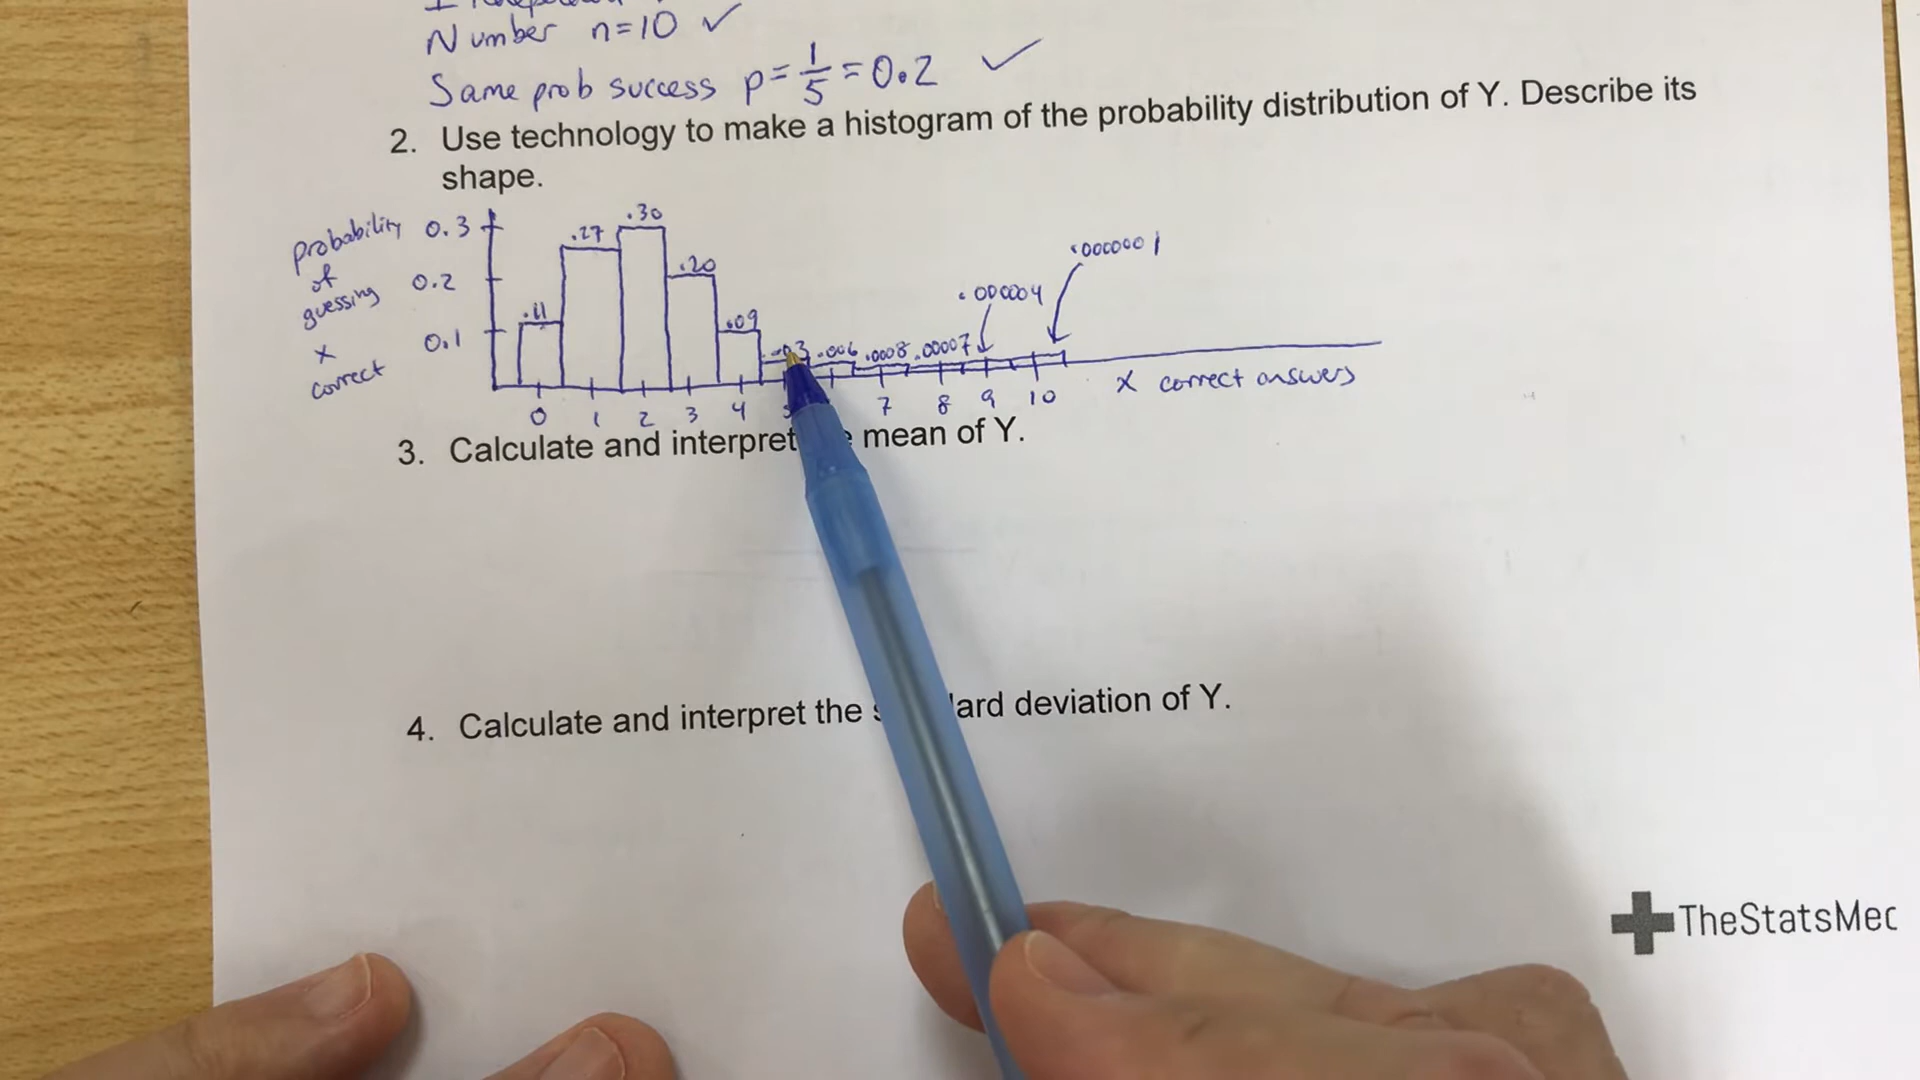 Number n=10 ✓
Same prob success p=1/5=0.2 ✓
2. Use technology to make a histogram of the probability distribution of Y. Describe its
shape.
probability
of
guessing
x
correct
0.3
0.2
0.1
.11
.27
.30
.20
.09
.03
.006
.0008
.00007
.000004
.0000001
0 1 2 3 4 7 8 9 10
X correct answers
3. Calculate and interpret mean of Y.
4. Calculate and interpret the deviation of Y.
TheStatsMec